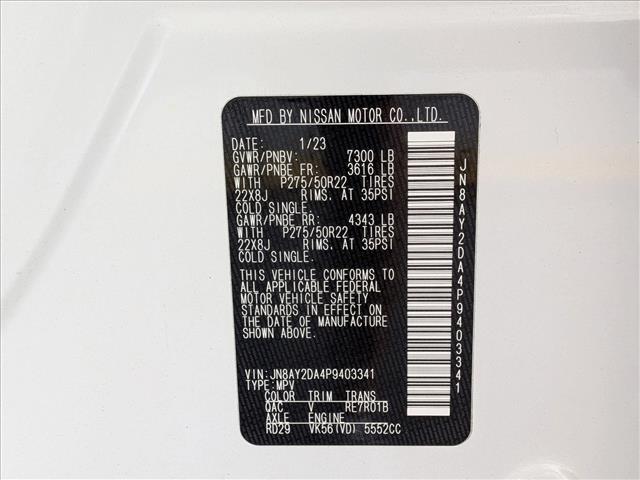 MFD BY NISSAN MOTOR CO.,LTD.
DATE: 1/23
GVWR/PNBV: 7300 LB
GAWR/PNBE FR: 3616 LB
WITH P275/50R22 TIRES
22X8J RIMS. AT 35PSI
COLD SINGLE.
GAWR/PNBE RR: 4343 LB
WITH P275/50R22 TIRES
22X8J RIMS. AT 35PSI
COLD SINGLE.
THIS VEHICLE CONFORMS TO
ALL APPLICABLE FEDERAL
MOTOR VEHICLE SAFETY
STANDARDS IN EFFECT ON
THE DATE OF MANUFACTURE
SHOWN ABOVE.
VIN:JN8AY2DA4P9403341
TYPE:MPV
COLOR TRIM TRANS
QAC V RE7R01B
AXLE ENGINE
RD29 VK56(VD) 5552CC
JN8AY2DA4P9403341